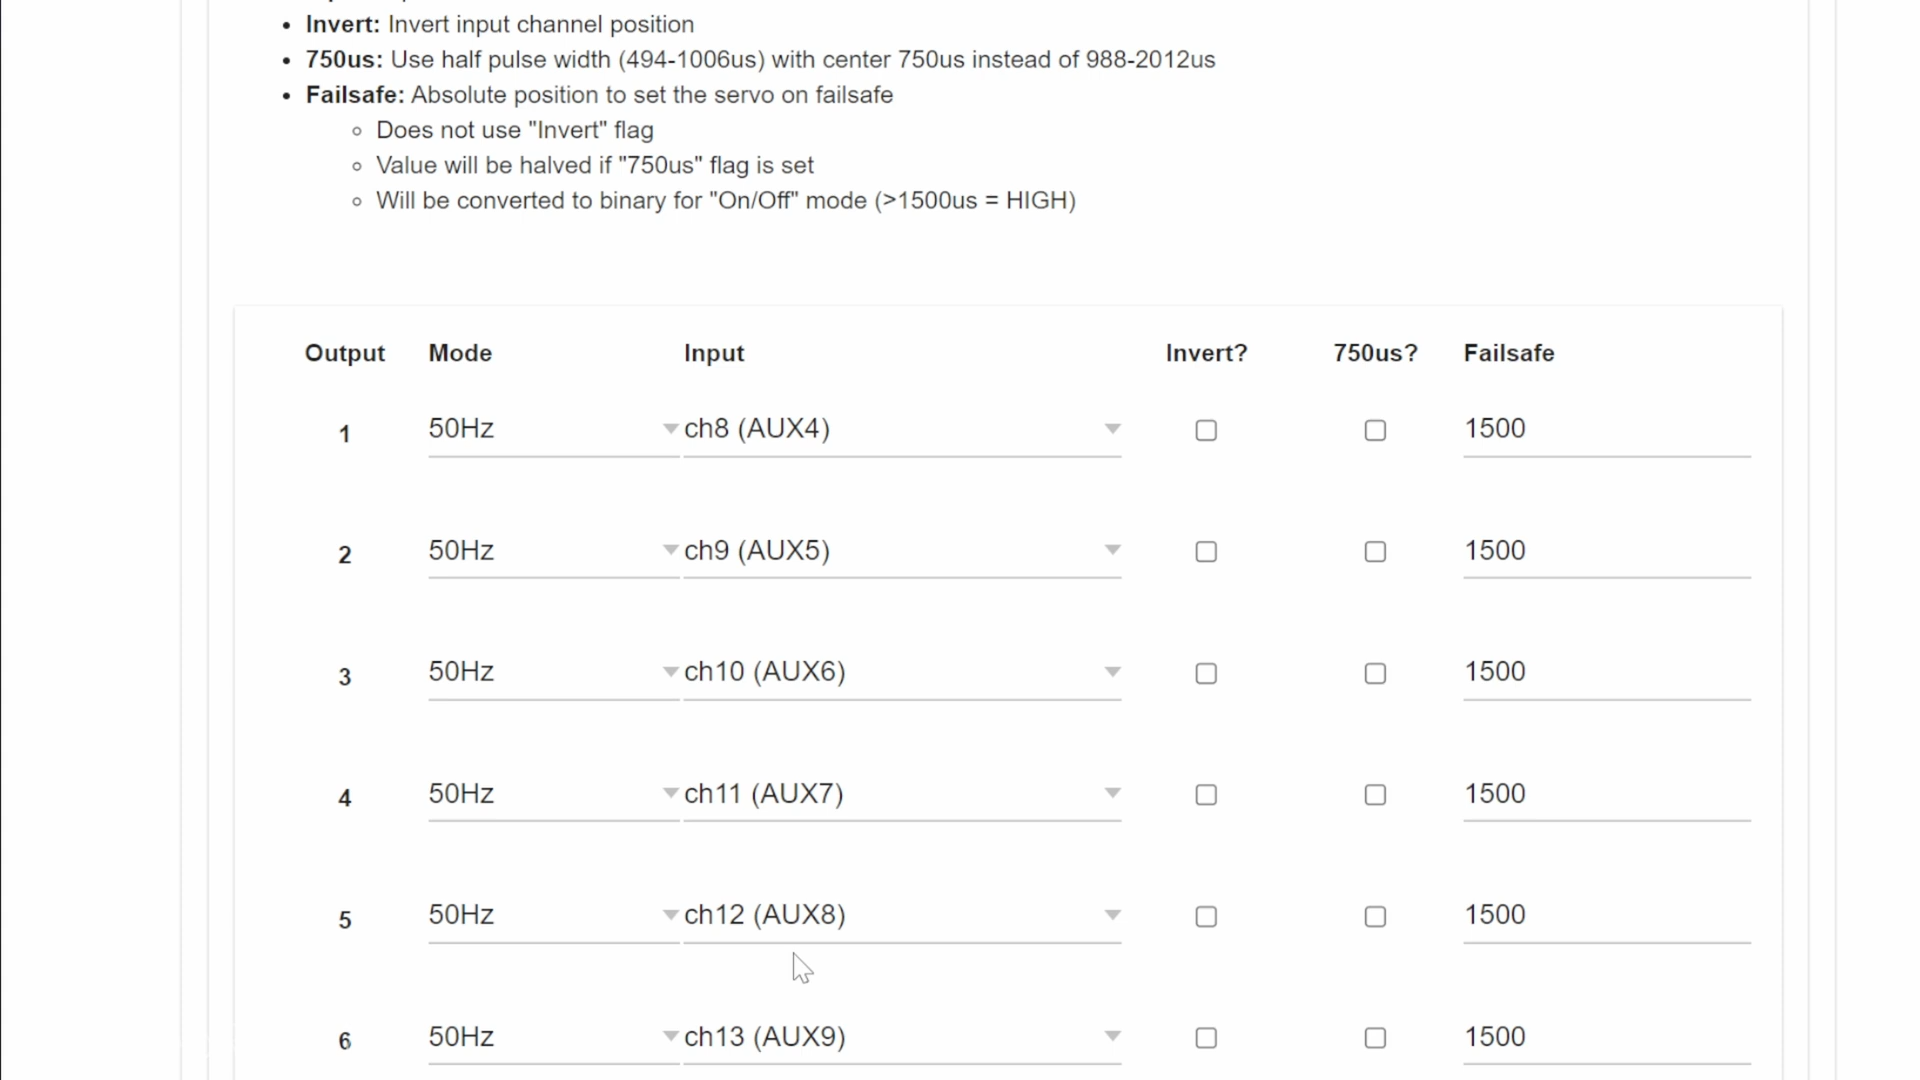 Invert: Invert input channel position
750us: Use half pulse width (494-1006us) with center 750us instead of 988-2012us
Failsafe: Absolute position to set the servo on failsafe
Does not use "Invert" flag
Value will be halved if "750us" flag is set
Will be converted to binary for "On/Off" mode (>1500us = HIGH)
Output Mode Input Invert? 750us? Failsafe
1 50Hz ch8 (AUX4) 1500
2 50Hz ch9 (AUX5) 1500
3 50Hz ch10 (AUX6) 1500
4 50Hz ch11 (AUX7) 1500
5 50Hz ch12 (AUX8) 1500
6 50Hz ch13 (AUX9) 1500